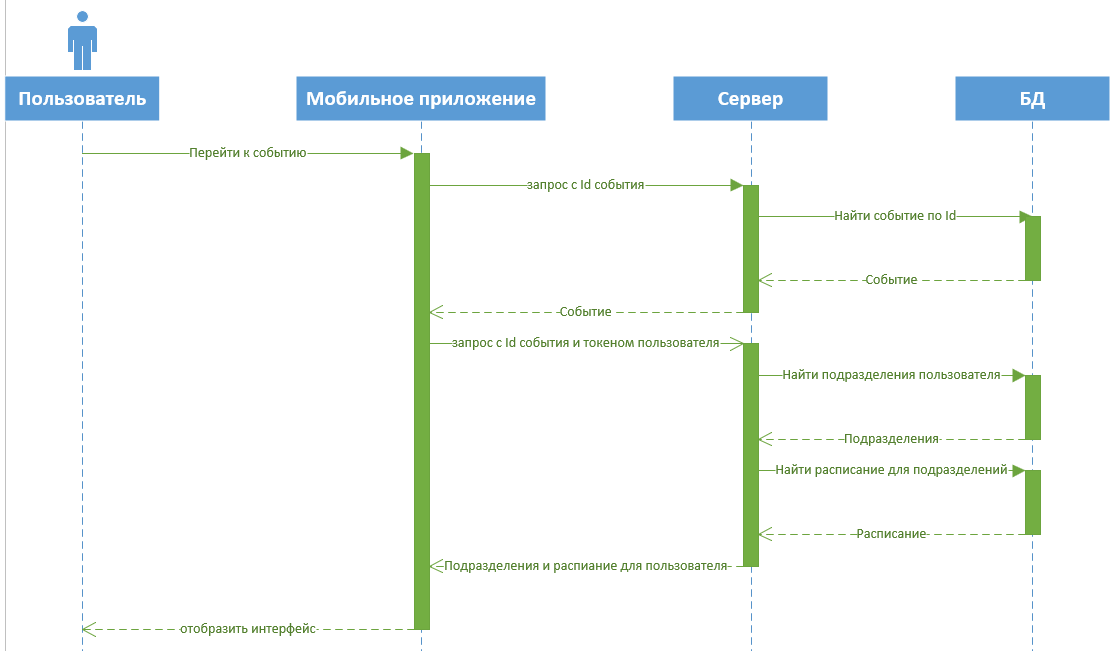 Пользователь
Мобильное приложение
Сервер
БД
Перейти к событию
запрос с Id события
Найти событие по Id
Событие
Событие
запрос с Id события и токеном пользователя
Найти подразделения пользователя
Подразделения
Найти расписание для подразделений
Расписание
Подразделения и распиание для пользователя
отобразить интерфейс